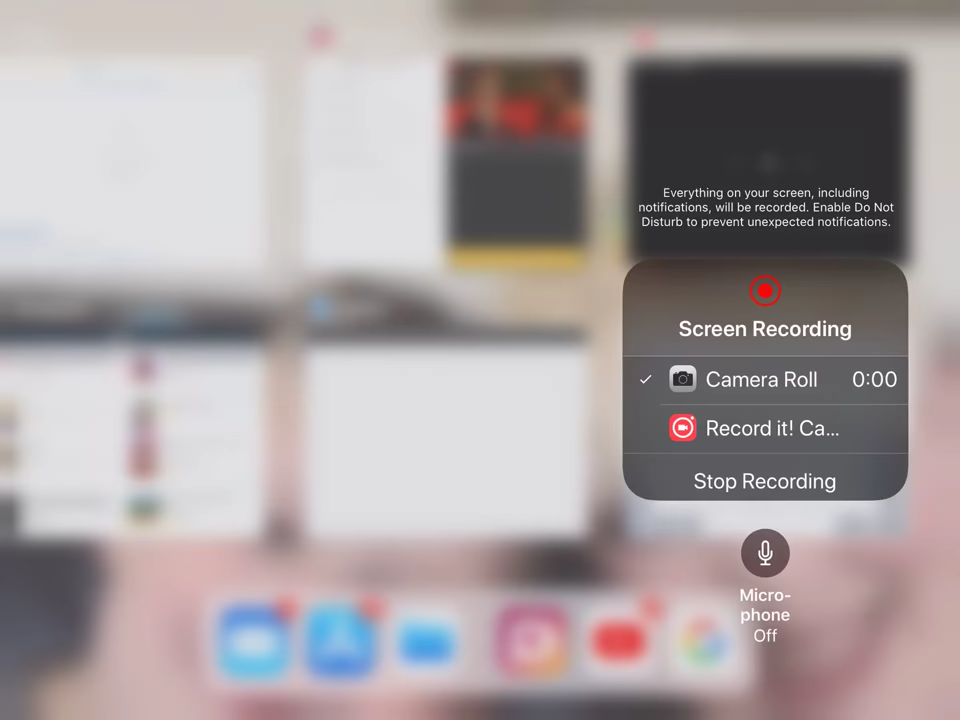 Everything on your screen, including
notifications, will be recorded. Enable Do Not
Disturb to prevent unexpected notifications.
Screen Recording
Camera Roll 0:00
Record it! Ca...
Stop Recording
Micro-
phone
Off